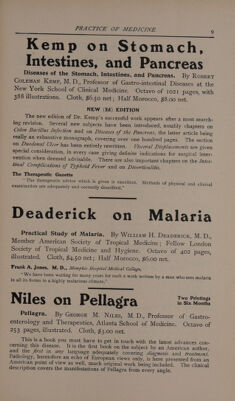 PRACTICE OF MEDICINE 9
Kemp on Stomach,
Intestines, and Pancreas
Diseases of the Stomach, Intestines, and Pancreas. By ROBERT
COLEMAN KEMP, M. D., Professor of Gastro-intestinal Diseases at the
New York School of Clinical Medicine. Octavo of 1021 pages, with
388 illustrations. Cloth, $6.50 net; Half Morocco, $8.00 net.
NEW (3d) EDITION
The new edition of Dr. Kemp's successful work appears after a most search-
ing revision. Several new subjects have been introduced, notably chapters on
Colon Bacillus Infection and on Diseases of the Pancreas, the latter article being
really an exhaustive monograph, covering over one hundred pages. The section
on Duodenal Ulcer has been entirely rewritten. Visceral Displacements are given
special consideration, in every case giving definite indications for surgical inter-
vention when deemed advisable. There are also important chapters on the Intes-
tinal Complications of Typhoid Fever and on Diverticulitis.
The Therapeutic Gazette
"The therapeutic advice which is given is excellent. Methods of physical and clinical
examination are adequately and correctly described."
Deaderick on Malaria
Practical Study of Malaria. By WILLIAM H. DEADERICK, M. D.,
Member American Society of Tropical Medicine; Fellow London
Society of Tropical Medicine and Hygiene. Octavo of 402 pages,
illustrated. Cloth, $4.50 net; Half Morocco, $6.00 net.
Frank A. Jones, M. D., Memphis Hospital Medical College.
"We have been waiting for many years for such a work written by a man who sees malaria
in all its forms in a highly malarious climate."
Niles on Pellagra Two Printings
in Six Months
Pellagra. By GEORGE M. NILES, M. D., Professor of Gastro-
enterology and Therapeutics, Atlanta School of Medicine. Octavo of
253 pages, illustrated. Cloth, $3.00 net.
This is a book you must have to get in touch with the latest advances con-
cerning this disease. It is the first book on the subject by an American author,
and the first in any language adequately covering diagnosis and treatment.
Pathology, heretofore an echo of European views only, is here presented from an
American point of view as well, much original work being included. The clinical
description covers the manifestations of Pellagra from every angle.